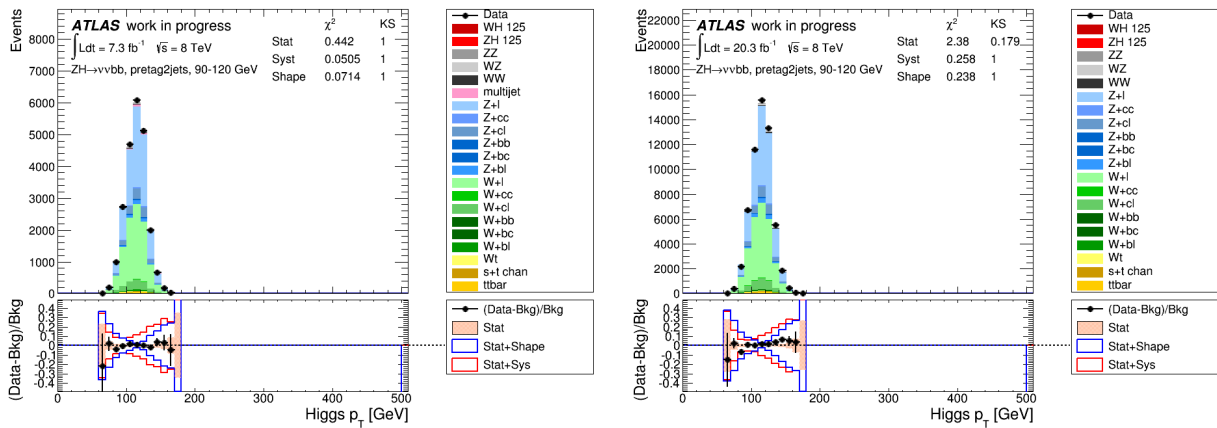 ATLAS work in progress
∫Ldt = 7.3 fb⁻¹ √s = 8 TeV
ZH→ννbb, pretag2jets, 90-120 GeV
χ² KS
Stat 0.442 1
Syst 0.0505 1
Shape 0.0714 1
Events
8000
7000
6000
5000
4000
3000
2000
1000
0
Data
WH 125
ZH 125
ZZ
WZ
WW
multijet
Z+l
Z+cc
Z+cl
Z+bb
Z+bc
Z+bl
W+l
W+cc
W+cl
W+bb
W+bc
W+bl
Wt
s+t chan
ttbar
(Data-Bkg)/Bkg
0.4
0.3
0.2
0.1
0
-0.1
-0.2
-0.3
-0.4
0 100 200 300 400 500
Higgs p_T [GeV]
(Data-Bkg)/Bkg
Stat
Stat+Shape
Stat+Sys
ATLAS work in progress
∫Ldt = 20.3 fb⁻¹ √s = 8 TeV
ZH→ννbb, pretag2jets, 90-120 GeV
χ² KS
Stat 2.38 0.179
Syst 0.258 1
Shape 0.238 1
Events
22000
20000
18000
16000
14000
12000
10000
8000
6000
4000
2000
0
Data
WH 125
ZH 125
ZZ
WZ
WW
Z+l
Z+cc
Z+cl
Z+bb
Z+bc
Z+bl
W+l
W+cc
W+cl
W+bb
W+bc
W+bl
Wt
s+t chan
ttbar
(Data-Bkg)/Bkg
0.4
0.3
0.2
0.1
0
-0.1
-0.2
-0.3
-0.4
0 100 200 300 400 500
Higgs p_T [GeV]
(Data-Bkg)/Bkg
Stat
Stat+Shape
Stat+Sys